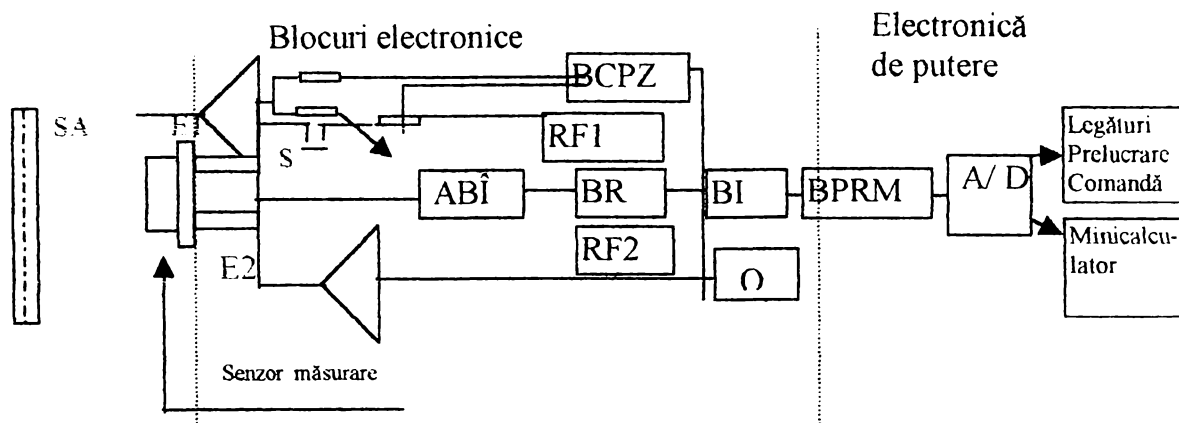 Blocuri electronice
Electronică
de putere
BCPZ
SA
E1
S
RF1
Legături
Prelucrare
Comandă
ABÎ
BR
BI
BPRM
A/ D
RF2
E2
Minicalcu-
lator
Senzor măsurare